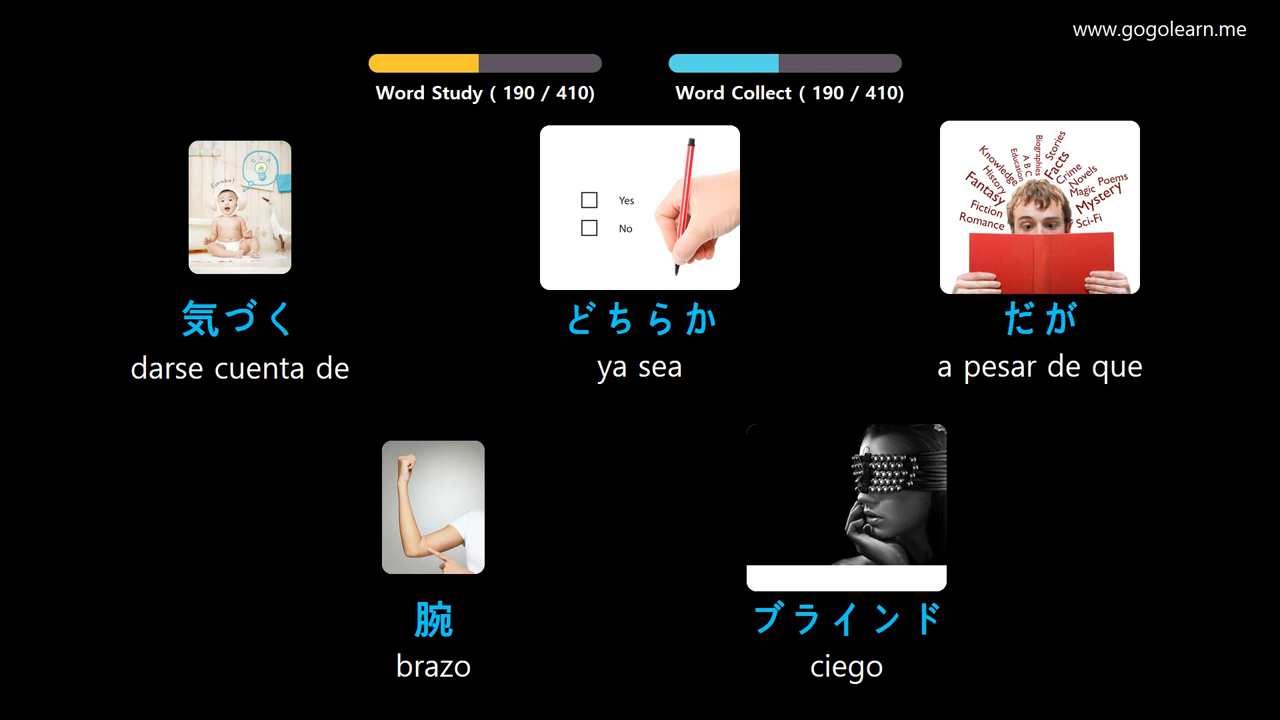 www.gogolearn.me
Word Study ( 190 / 410)
Word Collect ( 190 / 410)
Eureka!
Yes
No
Knowledge
History
Fantasy
Fiction
Romance
Education
A B C
Biographies
Stories
Facts
Crime
Novels
Magic
Poems
Mystery
Sci-Fi
気づく
どちらか
だが
darse cuenta de
ya sea
a pesar de que
腕
ブラインド
brazo
ciego